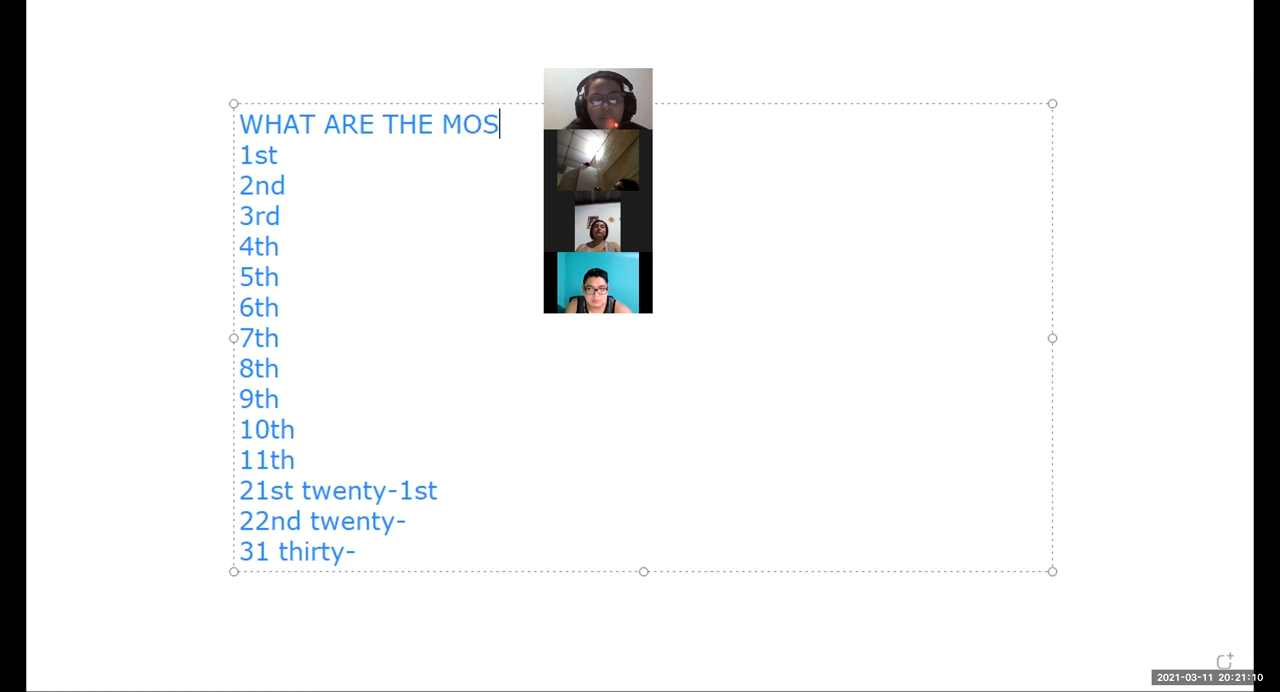 WHAT ARE THE MOS
1st
2nd
3rd
4th
5th
6th
7th
8th
9th
10th
11th
21st twenty-1st
22nd twenty-
31 thirty-
2021-03-11 20:21:10